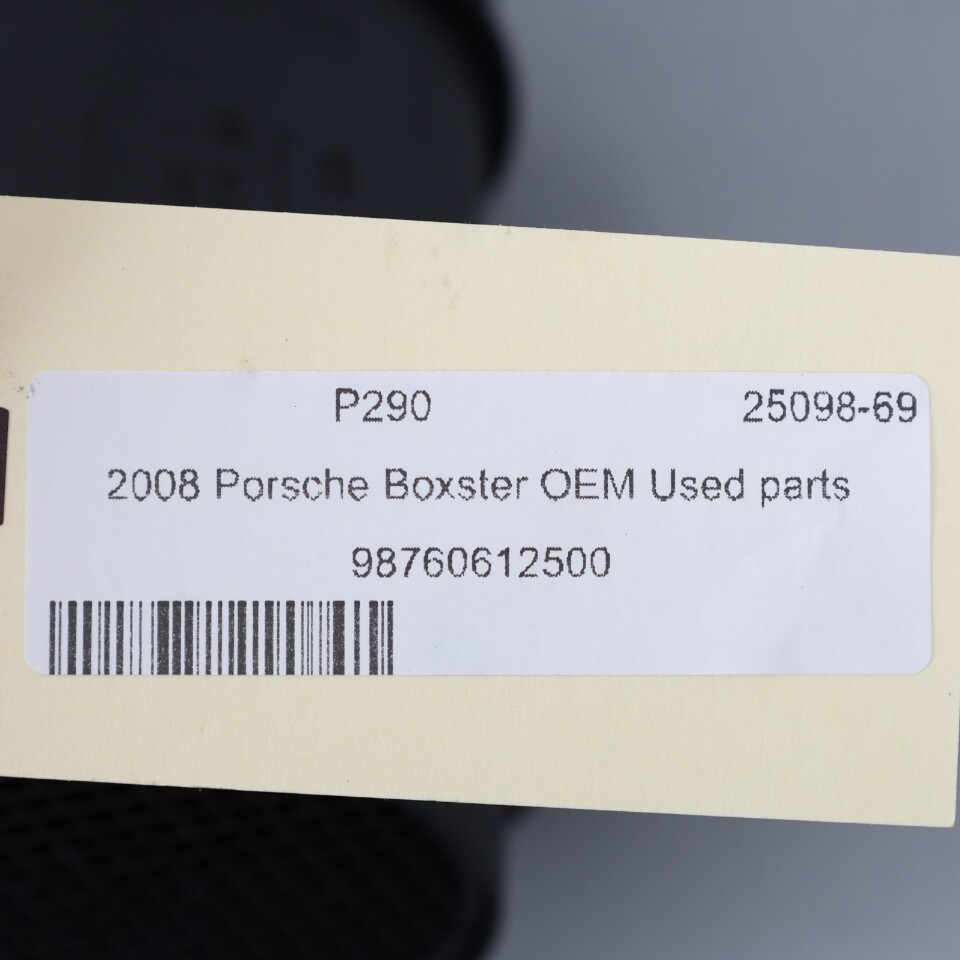 P290 25098-69
2008 Porsche Boxster OEM Used parts
98760612500